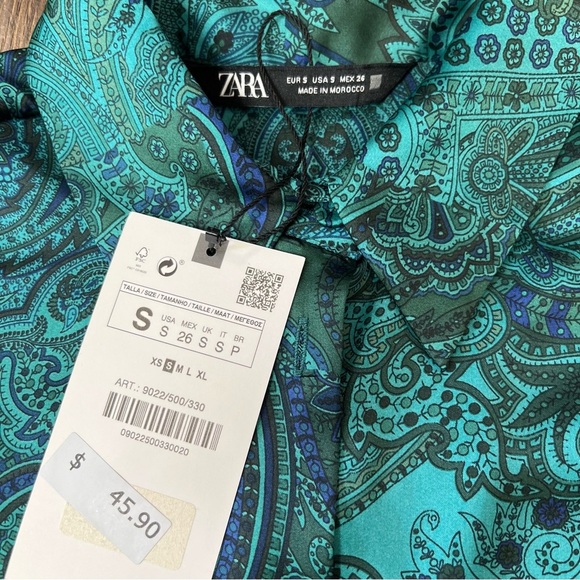 ZARA
EUR S USA S MEX 26
MADE IN MOROCCO
FSC
TALLA / SIZE / TAMANHO / TAILLE / MAAT / ΜΕΓΕΘΟΣ
S
USA MEX UK IT BR
S 26 S S P
XS S M L XL
ART.: 9022/500/330
09022500330020
$ 45.90